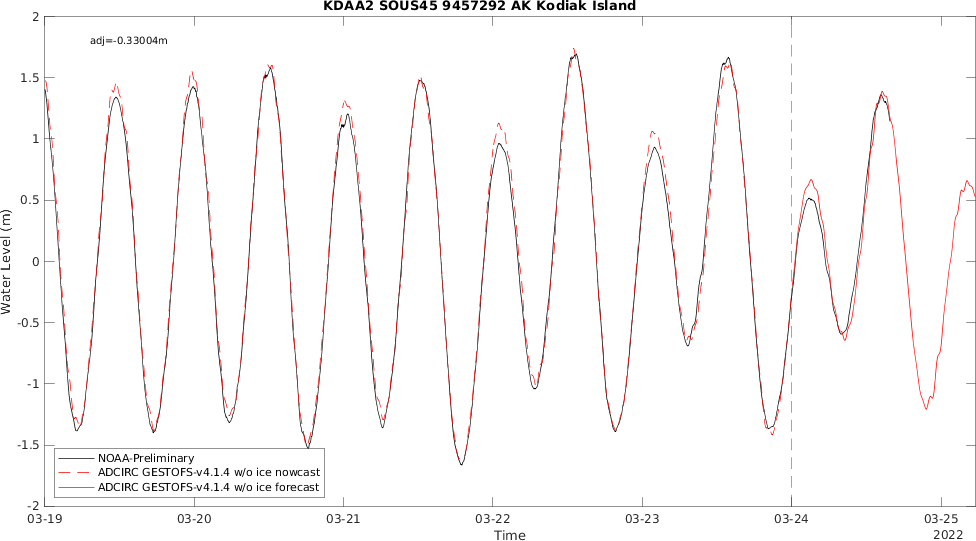 KDAA2 SOUS45 9457292 AK Kodiak Island
adj=-0.33004m
2
1.5
1
0.5
0
-0.5
-1
-1.5
-2
Water Level (m)
NOAA-Preliminary
ADCIRC GESTOFS-v4.1.4 w/o ice nowcast
ADCIRC GESTOFS-v4.1.4 w/o ice forecast
03-19 03-20 03-21 03-22 03-23 03-24 03-25
Time
2022